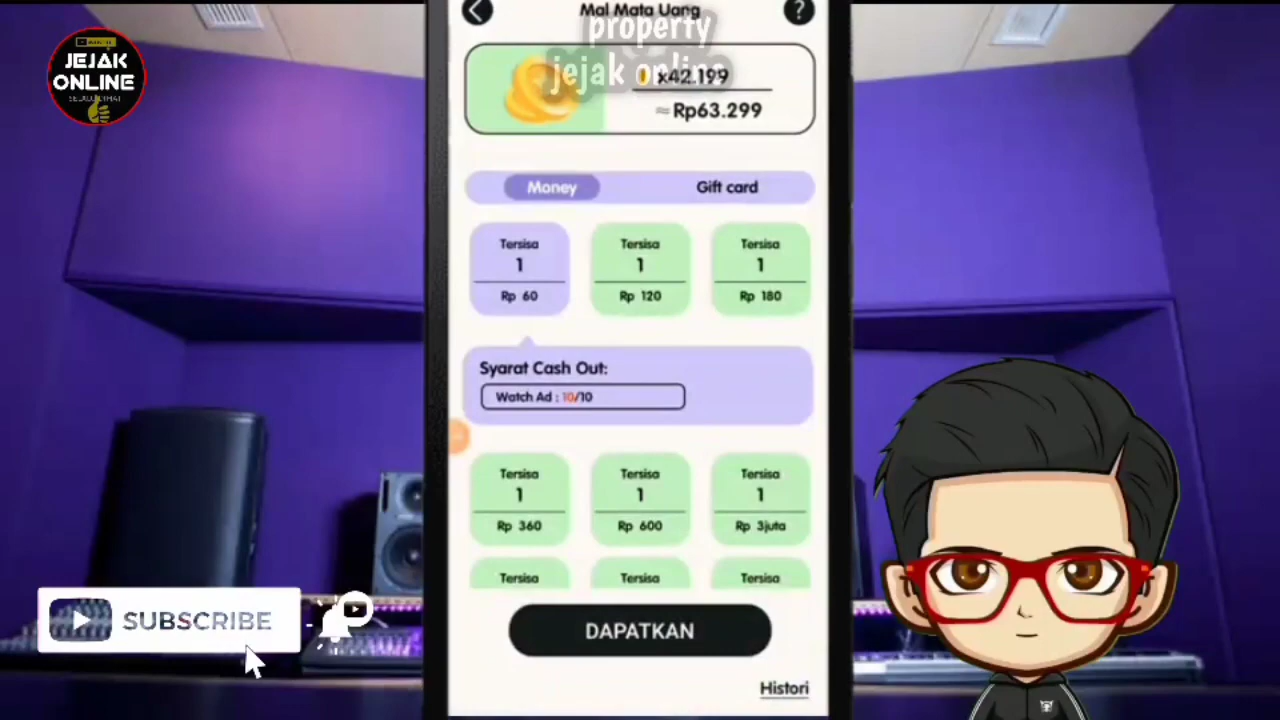 JEJAK
ONLINE
SELALU DIHATI
Mal Mata Uang
property
jejak online
x42.199
≈Rp63.299
Money
Gift card
Tersisa
1
Rp 60
Tersisa
1
Rp 120
Tersisa
1
Rp 180
Syarat Cash Out:
Watch Ad : 10/10
Tersisa
1
Rp 360
Tersisa
1
Rp 600
Tersisa
1
Rp 3juta
Tersisa
Tersisa
Tersisa
DAPATKAN
Histori
SUBSCRIBE